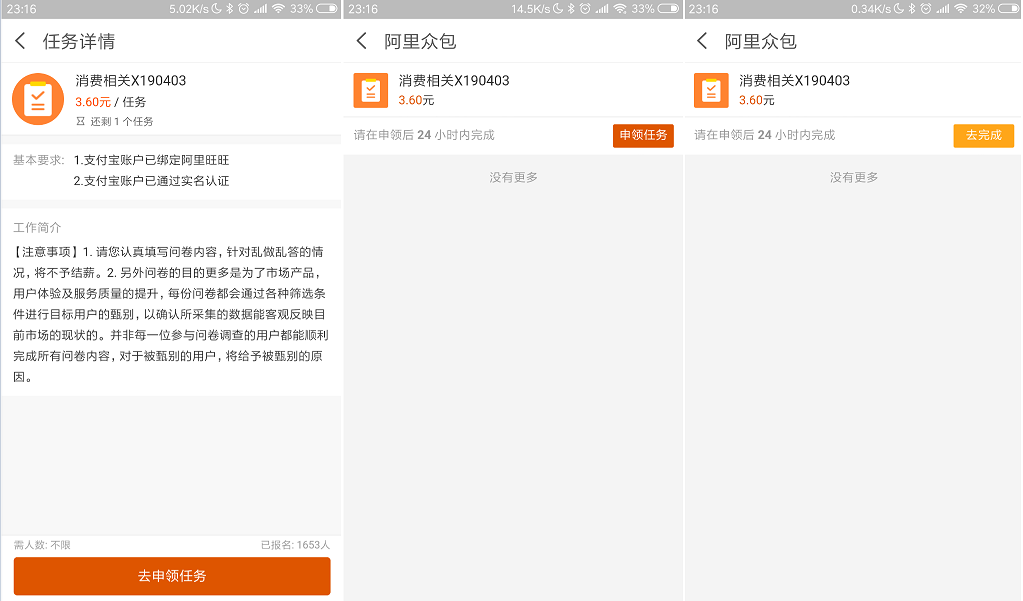 23:16 5.02K/s 33%
任务详情
消费相关X190403
3.60元 / 任务
还剩 1 个任务
基本要求: 1.支付宝账户已绑定阿里旺旺
2.支付宝账户已通过实名认证
工作简介
【注意事项】1. 请您认真填写问卷内容, 针对乱做乱答的情
况, 将不予结薪。2. 另外问卷的目的更多是为了市场产品,
用户体验及服务质量的提升, 每份问卷都会通过各种筛选条
件进行目标用户的甄别, 以确认所采集的数据能客观反映目
前市场的现状的。并非每一位参与问卷调查的用户都能顺利
完成所有问卷内容, 对于被甄别的用户, 将给予被甄别的原
因。
需人数: 不限 已报名: 1653人
去申领任务
23:16 14.5K/s 33%
阿里众包
消费相关X190403
3.60元
请在申领后 24 小时内完成 申领任务
没有更多
23:16 0.34K/s 32%
阿里众包
消费相关X190403
3.60元
请在申领后 24 小时内完成 去完成
没有更多